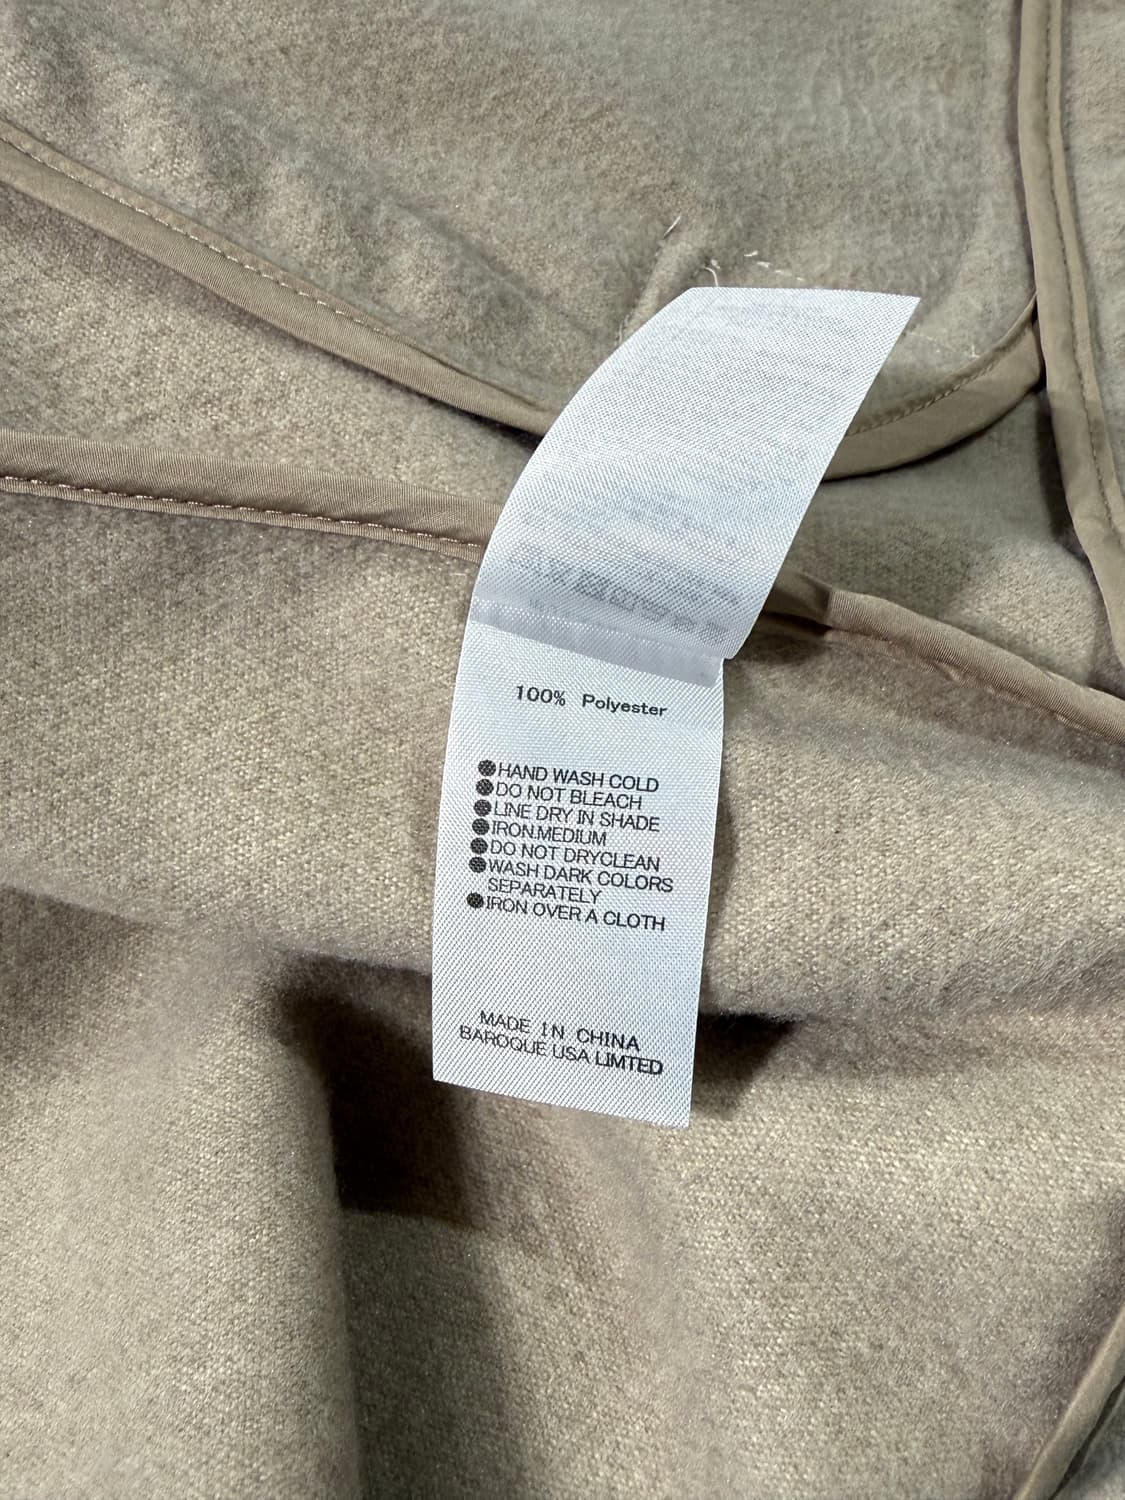 100% Polyester
●HAND WASH COLD
●DO NOT BLEACH
●LINE DRY IN SHADE
●IRON.MEDIUM
●DO NOT DRYCLEAN
●WASH DARK COLORS
SEPARATELY
●IRON OVER A CLOTH
MADE IN CHINA
BAROQUE USA LIMTED